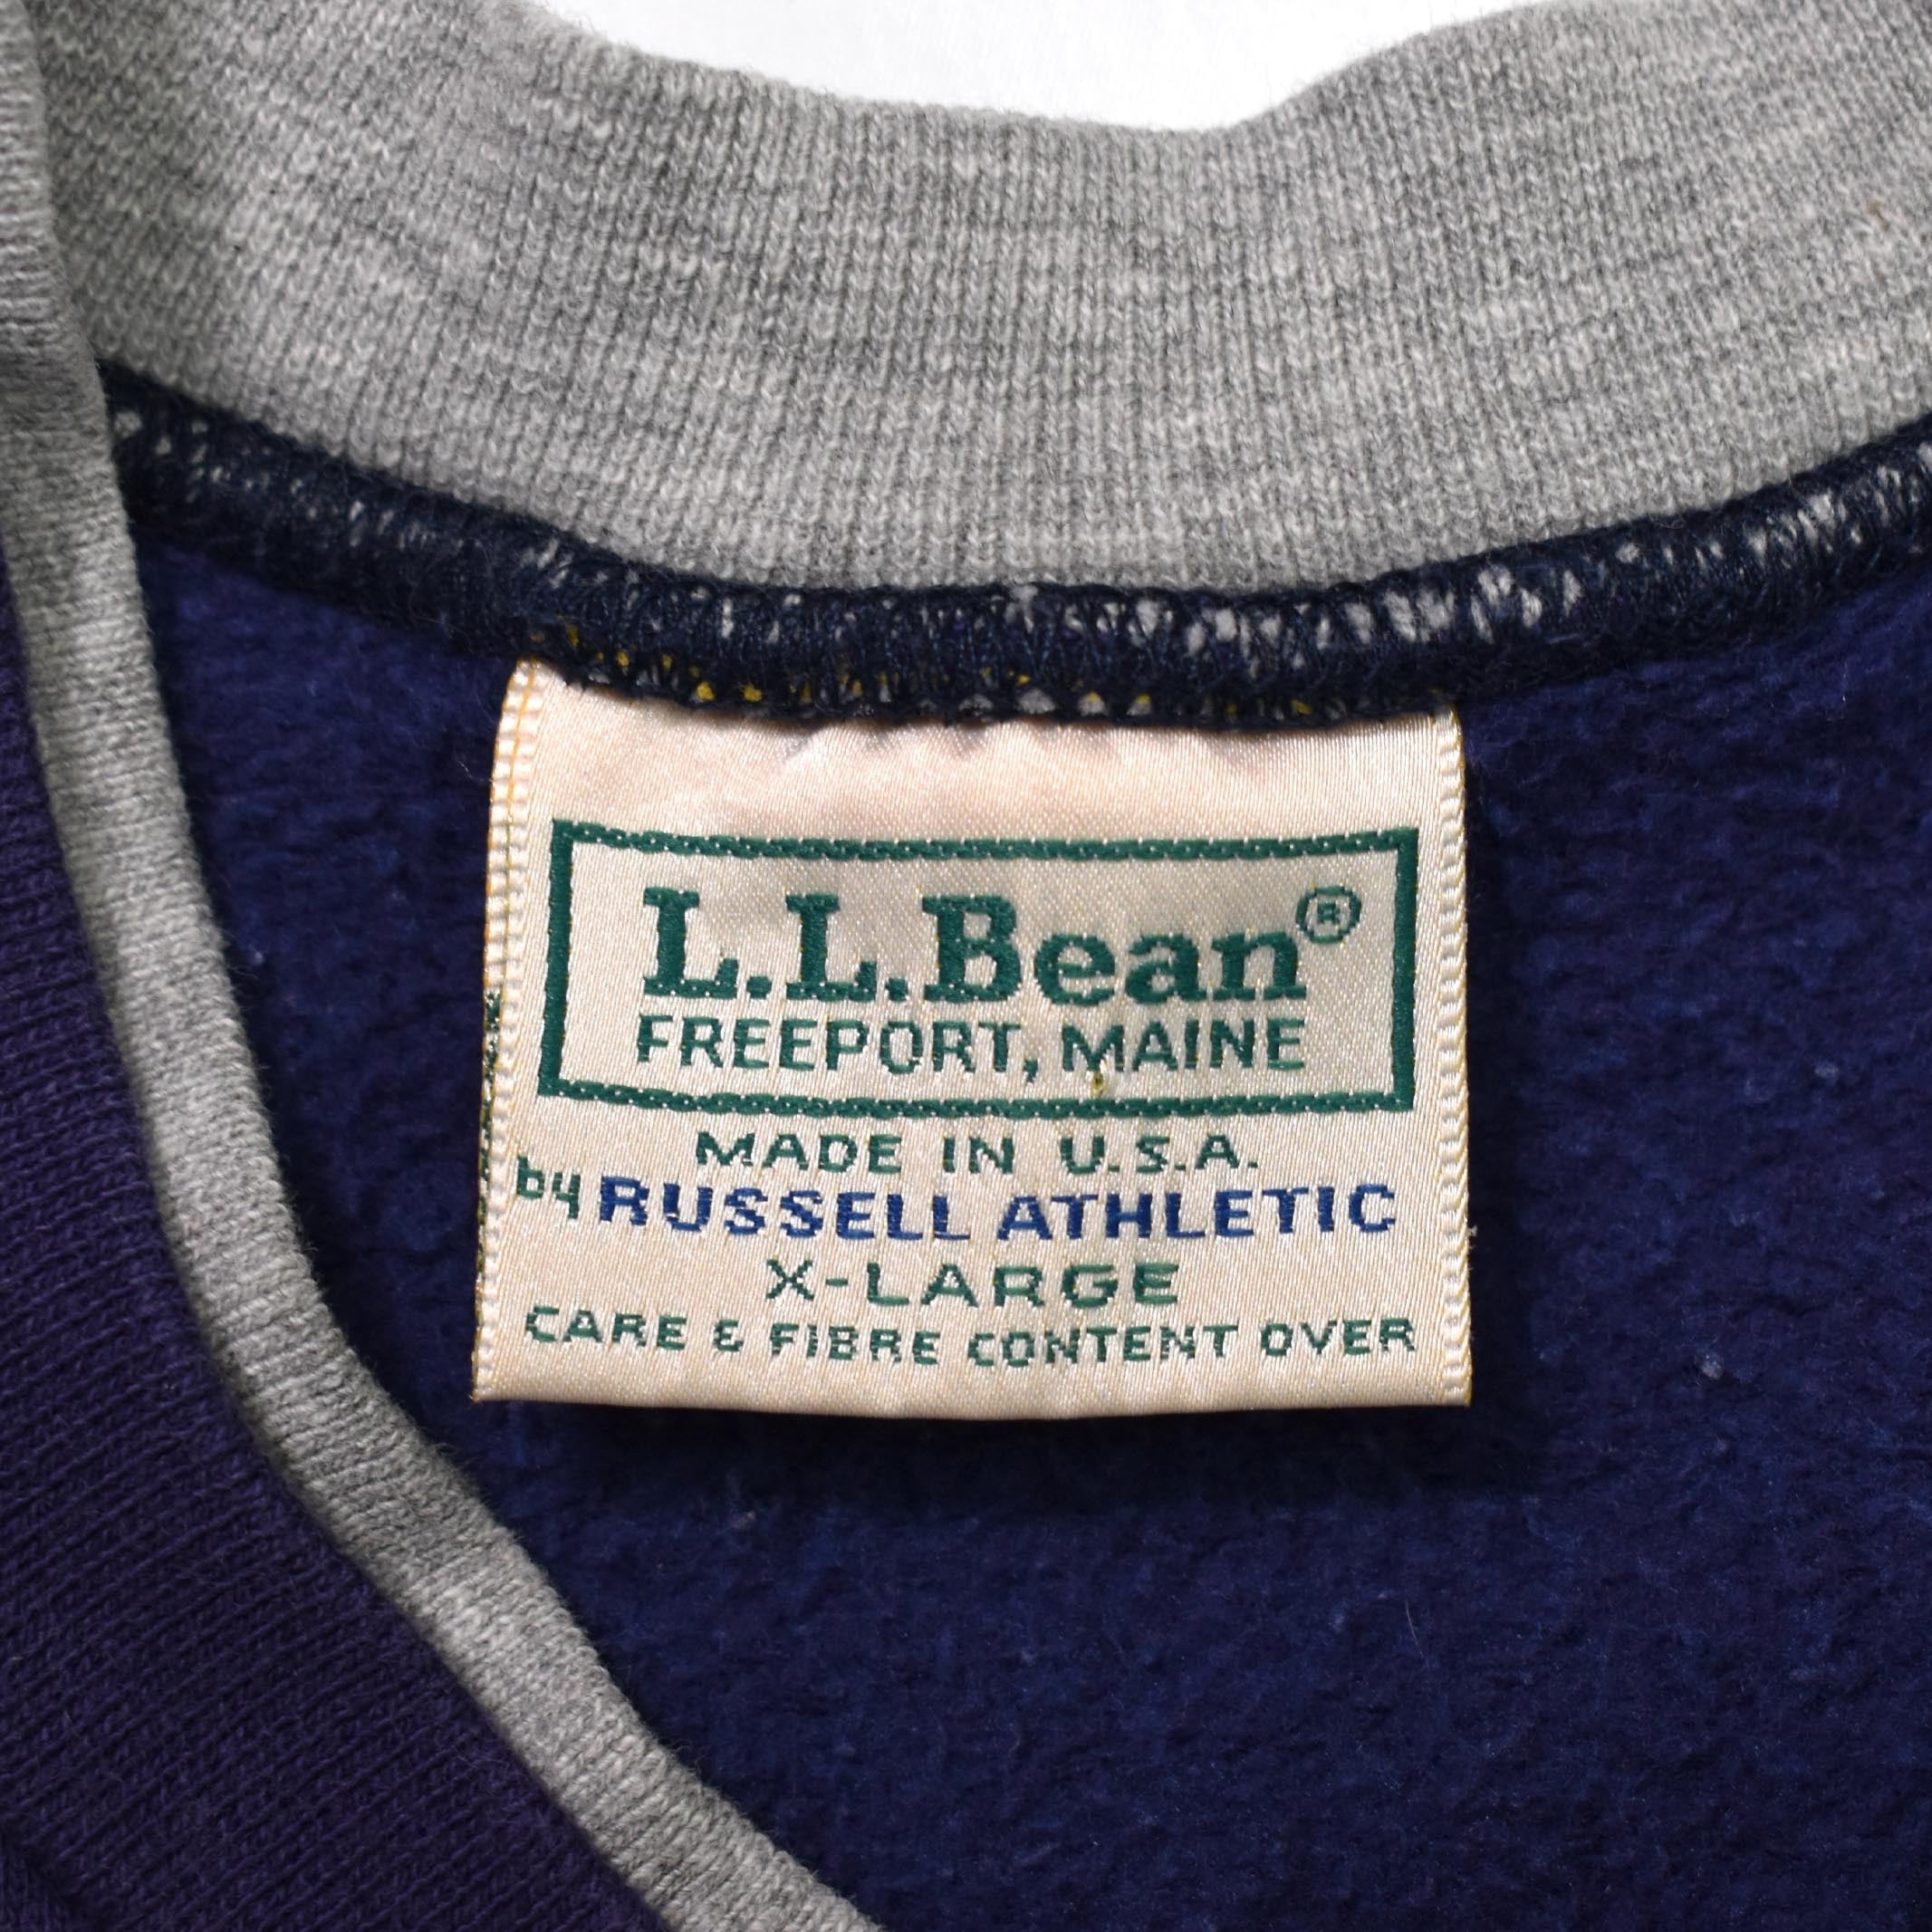 L.L.Bean®
FREEPORT, MAINE
MADE IN U.S.A.
by RUSSELL ATHLETIC
X-LARGE
CARE & FIBRE CONTENT OVER